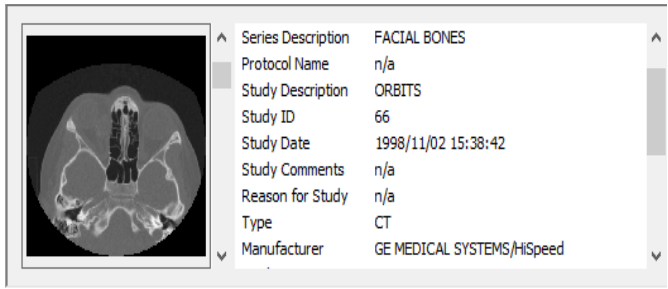 Series Description FACIAL BONES
Protocol Name n/a
Study Description ORBITS
Study ID 66
Study Date 1998/11/02 15:38:42
Study Comments n/a
Reason for Study n/a
Type CT
Manufacturer GE MEDICAL SYSTEMS/HiSpeed